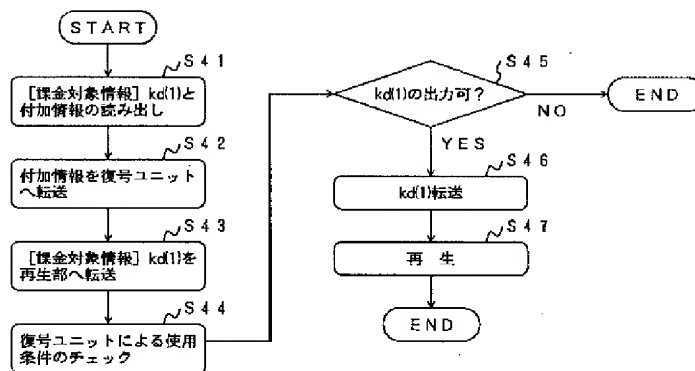 START
S41
[課金対象情報] kd(1)と
付加情報の読み出し
S42
付加情報を復号ユニット
へ転送
S43
[課金対象情報] kd(1)を
再生部へ転送
S44
復号ユニットによる使用
条件のチェック
S45
kd(1)の出力可?
NO
END
YES
S46
kd(1)転送
S47
再 生
END